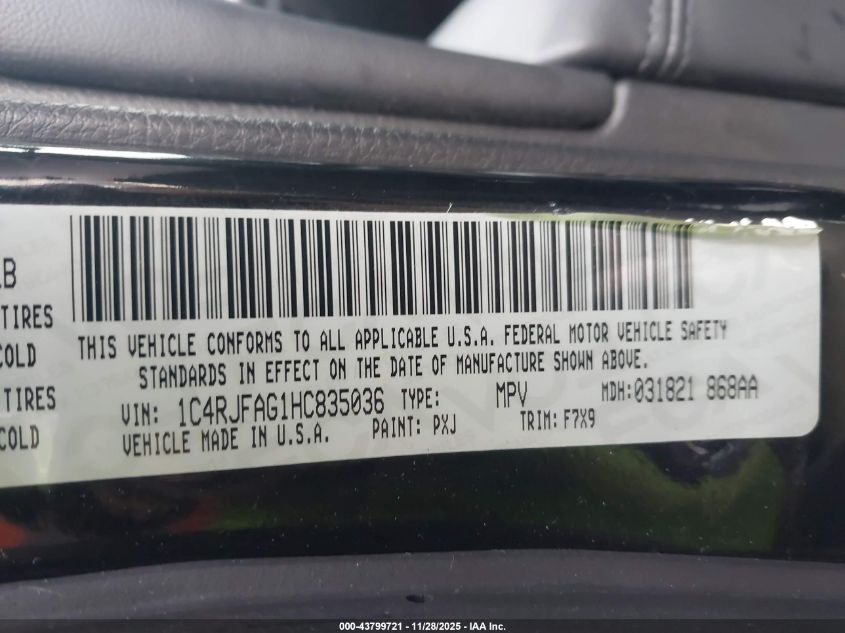 LB
TIRES
COLD
TIRES
COLD
THIS VEHICLE CONFORMS TO ALL APPLICABLE U.S.A. FEDERAL MOTOR VEHICLE SAFETY
STANDARDS IN EFFECT ON THE DATE OF MANUFACTURE SHOWN ABOVE.
VIN: 1C4RJFAG1HC835036 TYPE: MPV MDH:031821 868AA
VEHICLE MADE IN U.S.A. PAINT: PXJ TRIM: F7X9
000-43799721 - 11/28/2025 - IAA Inc.